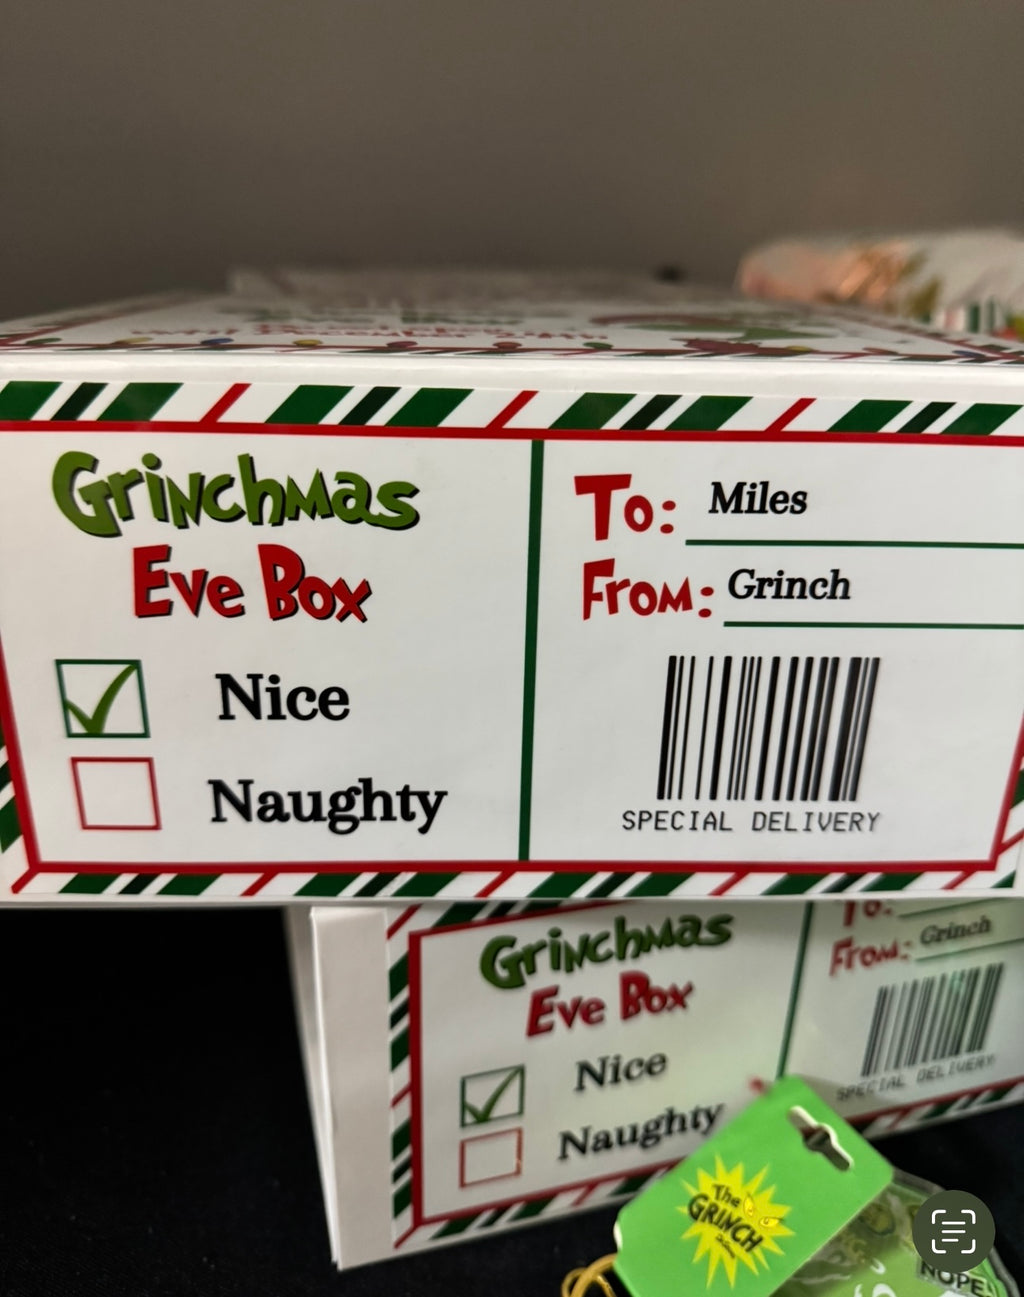 Grinchmas
Eve Box
Nice
Naughty
To: Miles
From: Grinch
SPECIAL DELIVERY
Grinchmas
Eve Box
Nice
Naughty
To:
From: Grinch
SPECIAL DELIVERY
The
GRINCH
NOPE!